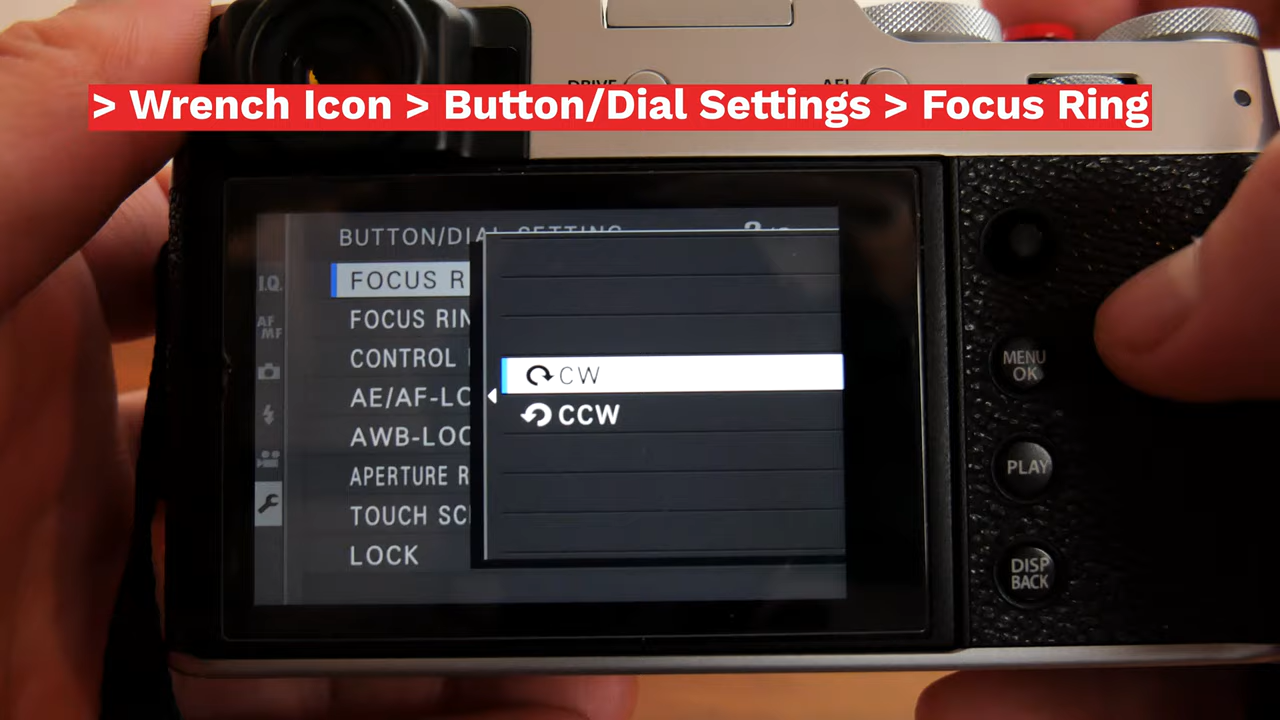 DRIVE
AEL
> Wrench Icon > Button/Dial Settings > Focus Ring
BUTTON/DIAL SETTING
I.Q.
FOCUS R
AF
MF
FOCUS RIN
CONTROL
CW
AE/AF-LO
CCW
AWB-LOC
APERTURE R
TOUCH SC
LOCK
MENU
OK
PLAY
DISP
BACK